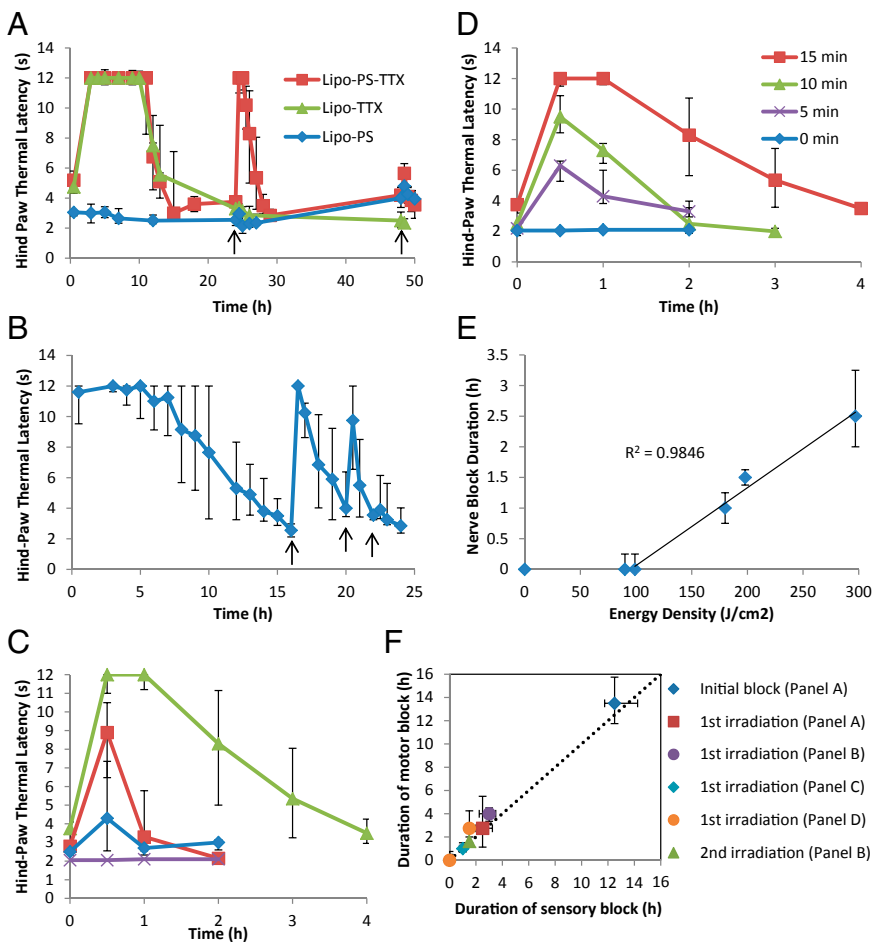 A
Hind Paw Thermal Latency (s)
14
12
10
8
6
4
2
0
0 10 20 30 40 50
Time (h)
Lipo-PS-TTX
Lipo-TTX
Lipo-PS
D
Hind-Paw Thermal Latency (s)
14
12
10
8
6
4
2
0
0 1 2 3 4
Time (h)
15 min
10 min
5 min
0 min
B
Hind-Paw Thermal Latency (s)
14
12
10
8
6
4
2
0
0 5 10 15 20 25
Time (h)
E
Nerve Block Duration (h)
3.5
3
2.5
2
1.5
1
0.5
0
0 100 200 300
Energy Density (J/cm2)
R² = 0.9846
C
Hind-Paw Thermal Latency (s)
12
11
10
9
8
7
6
5
4
3
2
1
0
0 1 2 3 4
Time (h)
F
Duration of motor block (h)
16
14
12
10
8
6
4
2
0
0 2 4 6 8 10 12 14 16
Duration of sensory block (h)
Initial block (Panel A)
1st irradiation (Panel A)
1st irradiation (Panel B)
1st irradiation (Panel C)
1st irradiation (Panel D)
2nd irradiation (Panel B)